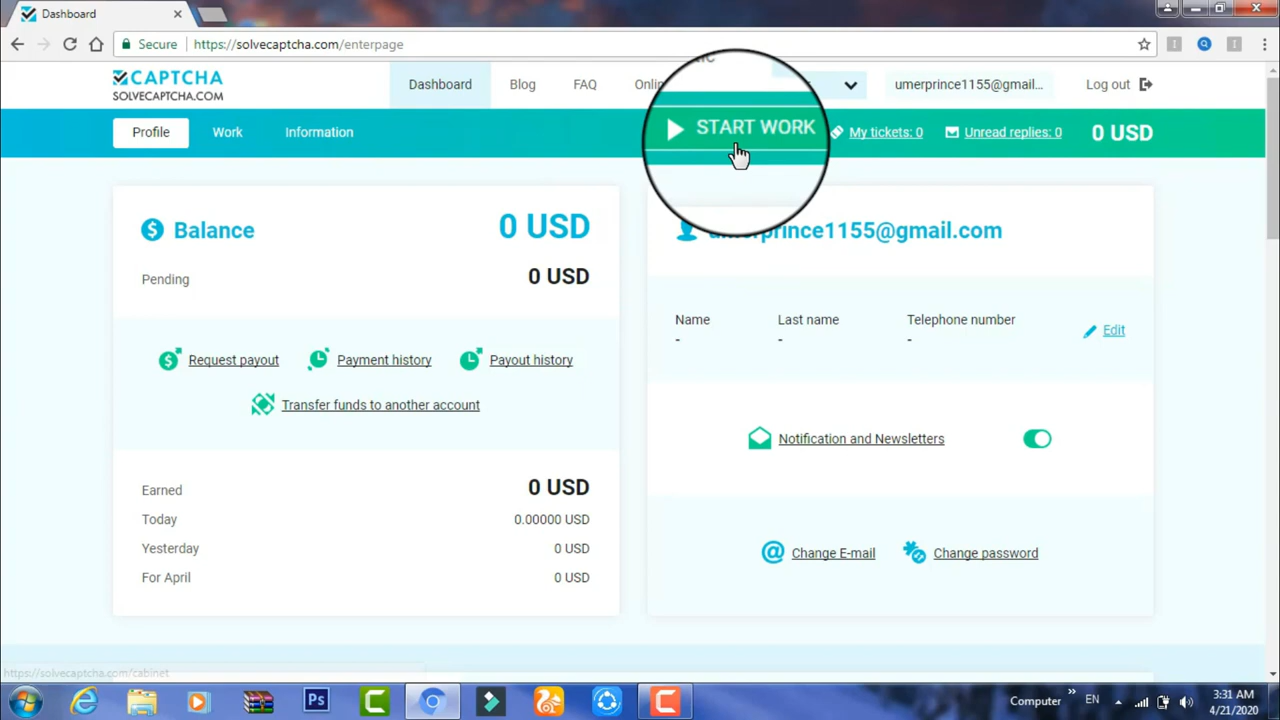 Dashboard
Secure https://solvecaptcha.com/enterpage
CAPTCHA
SOLVECAPTCHA.COM
Dashboard Blog FAQ
umerprince1155@gmail... Log out
Profile Work Information START WORK My tickets: 0 Unread replies: 0 0 USD
Balance 0 USD
Pending 0 USD
Request payout Payment history Payout history
Transfer funds to another account
Earned 0 USD
Today 0.00000 USD
Yesterday 0 USD
For April 0 USD
umerprince1155@gmail.com
Name Last name Telephone number
- - -
Edit
Notification and Newsletters
Change E-mail Change password
https://solvecaptcha.com/cabinet
Ps
Computer » EN
3:31 AM
4/21/2020